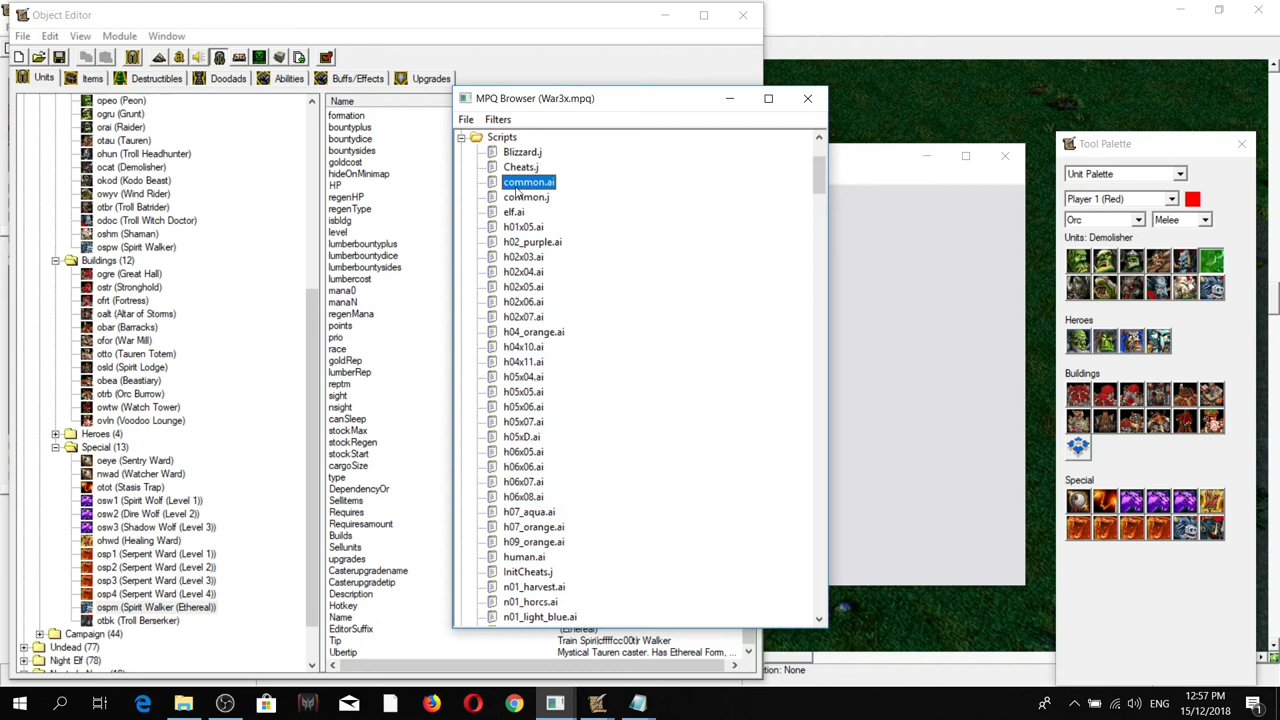 Object Editor
File Edit View Module Window
Units Items Destructibles Doodads Abilities Buffs/Effects Upgrades
opeo (Peon)
ogru (Grunt)
orai (Raider)
otau (Tauren)
ohun (Troll Headhunter)
ocat (Demolisher)
okod (Kodo Beast)
owyv (Wind Rider)
otbr (Troll Batrider)
odoc (Troll Witch Doctor)
oshm (Shaman)
ospw (Spirit Walker)
Buildings (12)
ogre (Great Hall)
ostr (Stronghold)
ofrt (Fortress)
oalt (Altar of Storms)
obar (Barracks)
ofor (War Mill)
otto (Tauren Totem)
osld (Spirit Lodge)
obea (Beastiary)
otrb (Orc Burrow)
owtw (Watch Tower)
ovln (Voodoo Lounge)
Heroes (4)
Special (13)
oeye (Sentry Ward)
nwad (Watcher Ward)
otot (Stasis Trap)
osw1 (Spirit Wolf (Level 1))
osw2 (Dire Wolf (Level 2))
osw3 (Shadow Wolf (Level 3))
ohwd (Healing Ward)
osp1 (Serpent Ward (Level 1))
osp2 (Serpent Ward (Level 2))
osp3 (Serpent Ward (Level 3))
osp4 (Serpent Ward (Level 4))
ospm (Spirit Walker (Ethereal))
otbk (Troll Berserker)
Campaign (44)
Undead (77)
Night Elf (78)
Name
formation
bountyplus
bountydice
bountysides
goldcost
hideOnMinimap
HP
regenHP
regenType
isbldg
level
lumberbountyplus
lumberbountydice
lumberbountysides
lumbercost
mana0
manaN
regenMana
points
prio
race
goldRep
lumberRep
reptm
sight
nsight
canSleep
stockMax
stockRegen
stockStart
cargoSize
type
DependencyOr
Sellitems
Requires
Requiresamount
Builds
Sellunits
upgrades
Casterupgradename
Casterupgradetip
Description
Hotkey
Name
EditorSuffix (Ethereal)
Tip Train Spiri|cffffcc00t|r Walker
Ubertip Mystical Tauren caster. Has Ethereal Form, ...
MPQ Browser (War3x.mpq)
File Filters
Scripts
Blizzard.j
Cheats.j
common.ai
common.j
elf.ai
h01x05.ai
h02_purple.ai
h02x03.ai
h02x04.ai
h02x05.ai
h02x06.ai
h02x07.ai
h04_orange.ai
h04x10.ai
h04x11.ai
h05x04.ai
h05x05.ai
h05x06.ai
h05x07.ai
h05xD.ai
h06x05.ai
h06x06.ai
h06x07.ai
h06x08.ai
h07_aqua.ai
h07_orange.ai
h09_orange.ai
human.ai
InitCheats.j
n01_harvest.ai
n01_horcs.ai
n01_light_blue.ai
Tool Palette
Unit Palette
Player 1 (Red)
Orc Melee
Units: Demolisher
Heroes
Buildings
Special
ction: None
ENG
12:57 PM
15/12/2018
1